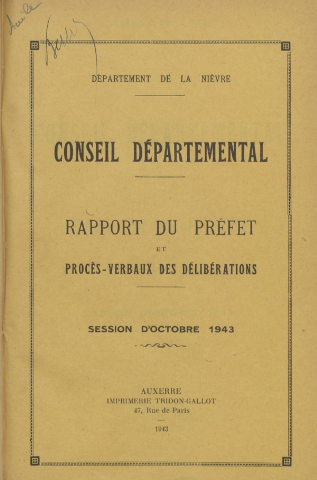 DÉPARTEMENT DE LA NIÈVRE
CONSEIL DÉPARTEMENTAL
RAPPORT DU PRÉFET
ET
PROCÈS-VERBAUX DES DÉLIBÉRATIONS
SESSION D'OCTOBRE 1943
AUXERRE
IMPRIMERIE TRIDON-GALLOT
47, Rue de Paris
1943